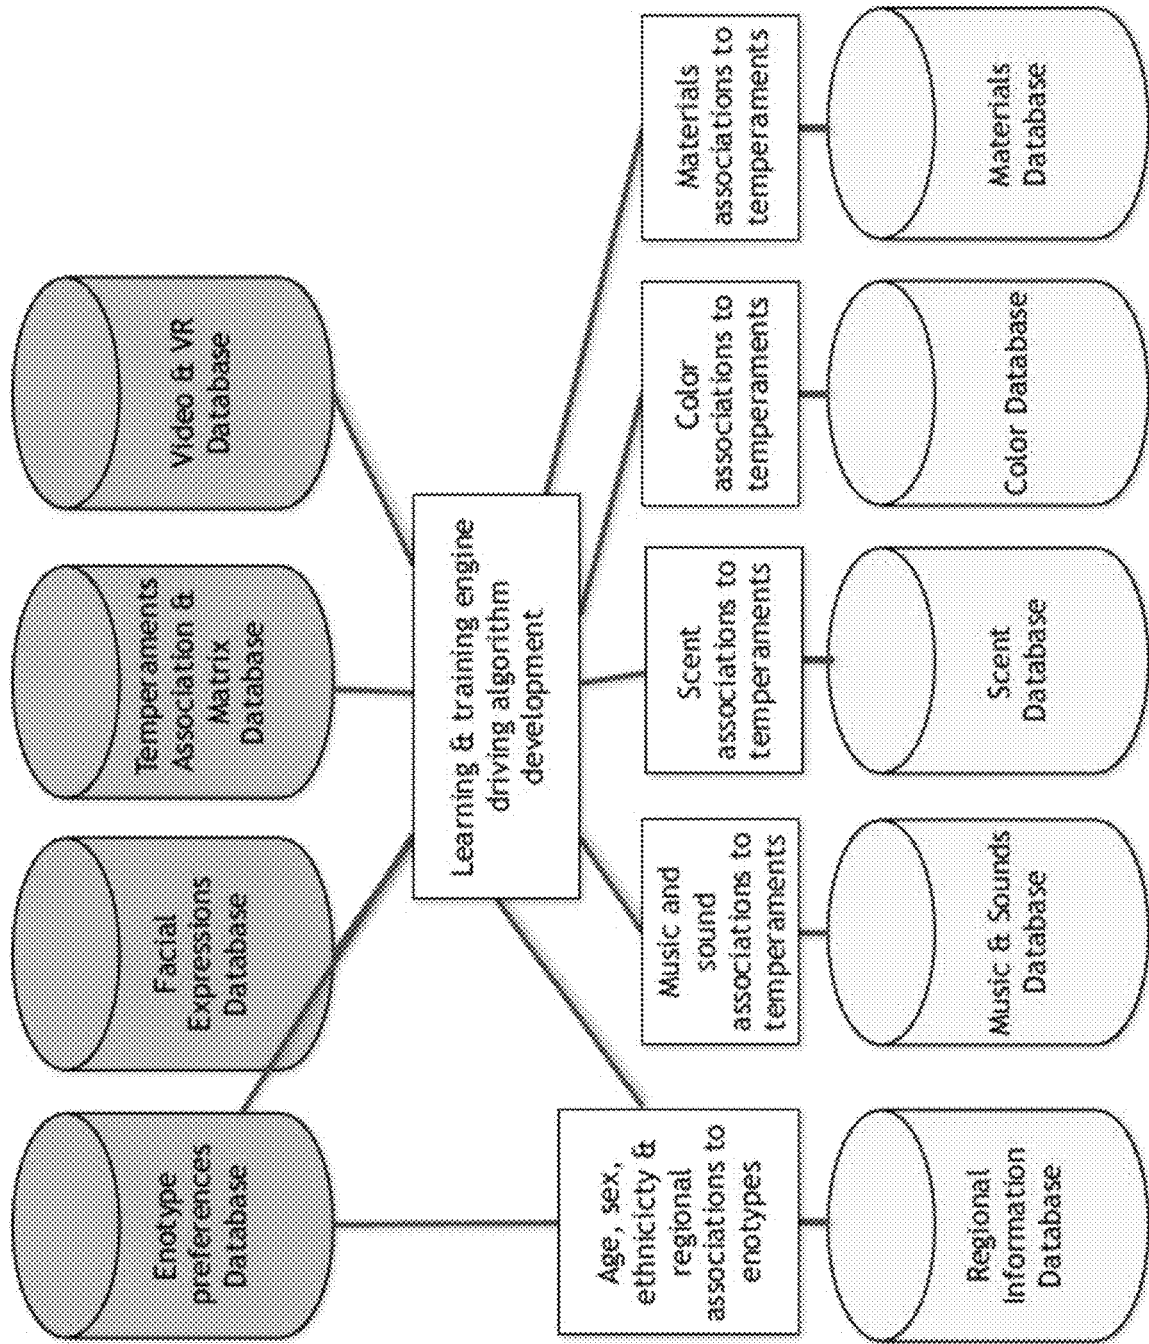 Enotype
preferences
Database
Facial
Expressions
Database
Temperaments
Association &
Matrix
Database
Video & VR
Database
Learning & training engine
driving algorithm
development
Age, sex,
ethnicicty &
regional
associations to
enotypes
Music and
sound
associations to
temperaments
Scent
associations to
temperaments
Color
associations to
temperaments
Materials
associations to
temperaments
Regional
Information
Database
Music & Sounds
Database
Scent
Database
Color Database
Materials
Database